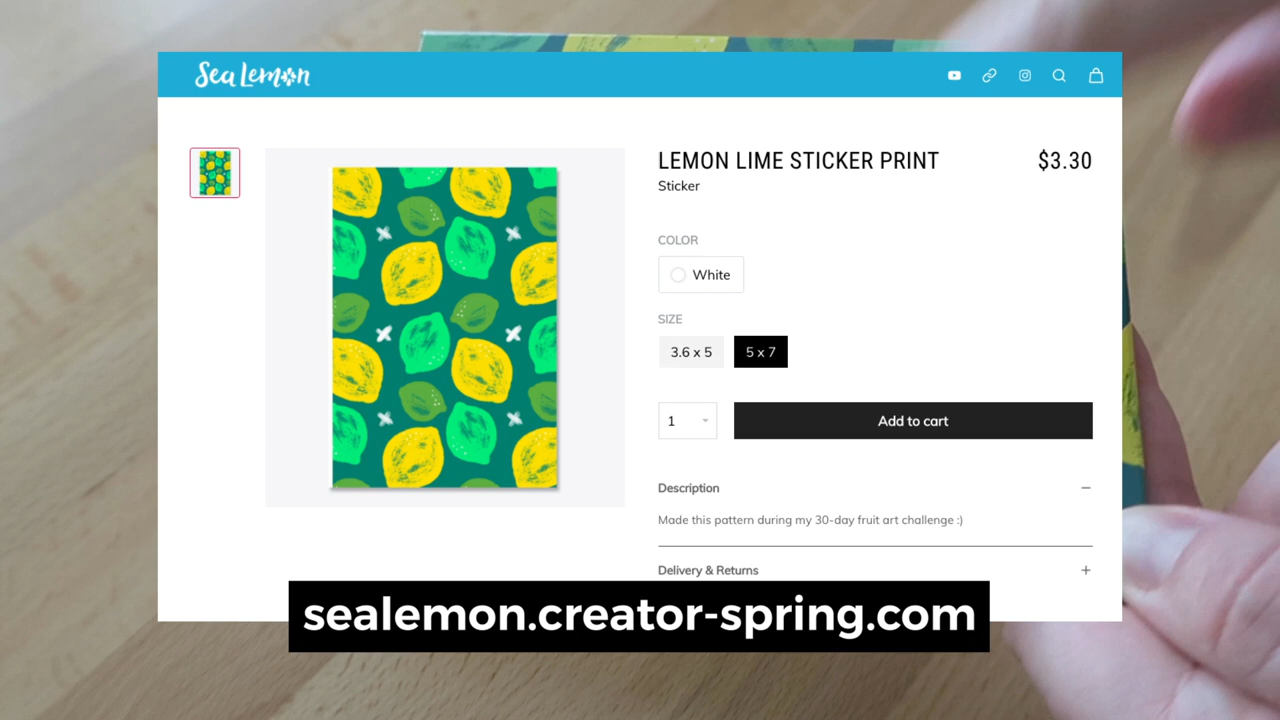 Sea Lemon
LEMON LIME STICKER PRINT
$3.30
Sticker
COLOR
White
SIZE
3.6 x 5
5 x 7
1
Add to cart
Description
Made this pattern during my 30-day fruit art challenge :)
Delivery & Returns
sealemon.creator-spring.com